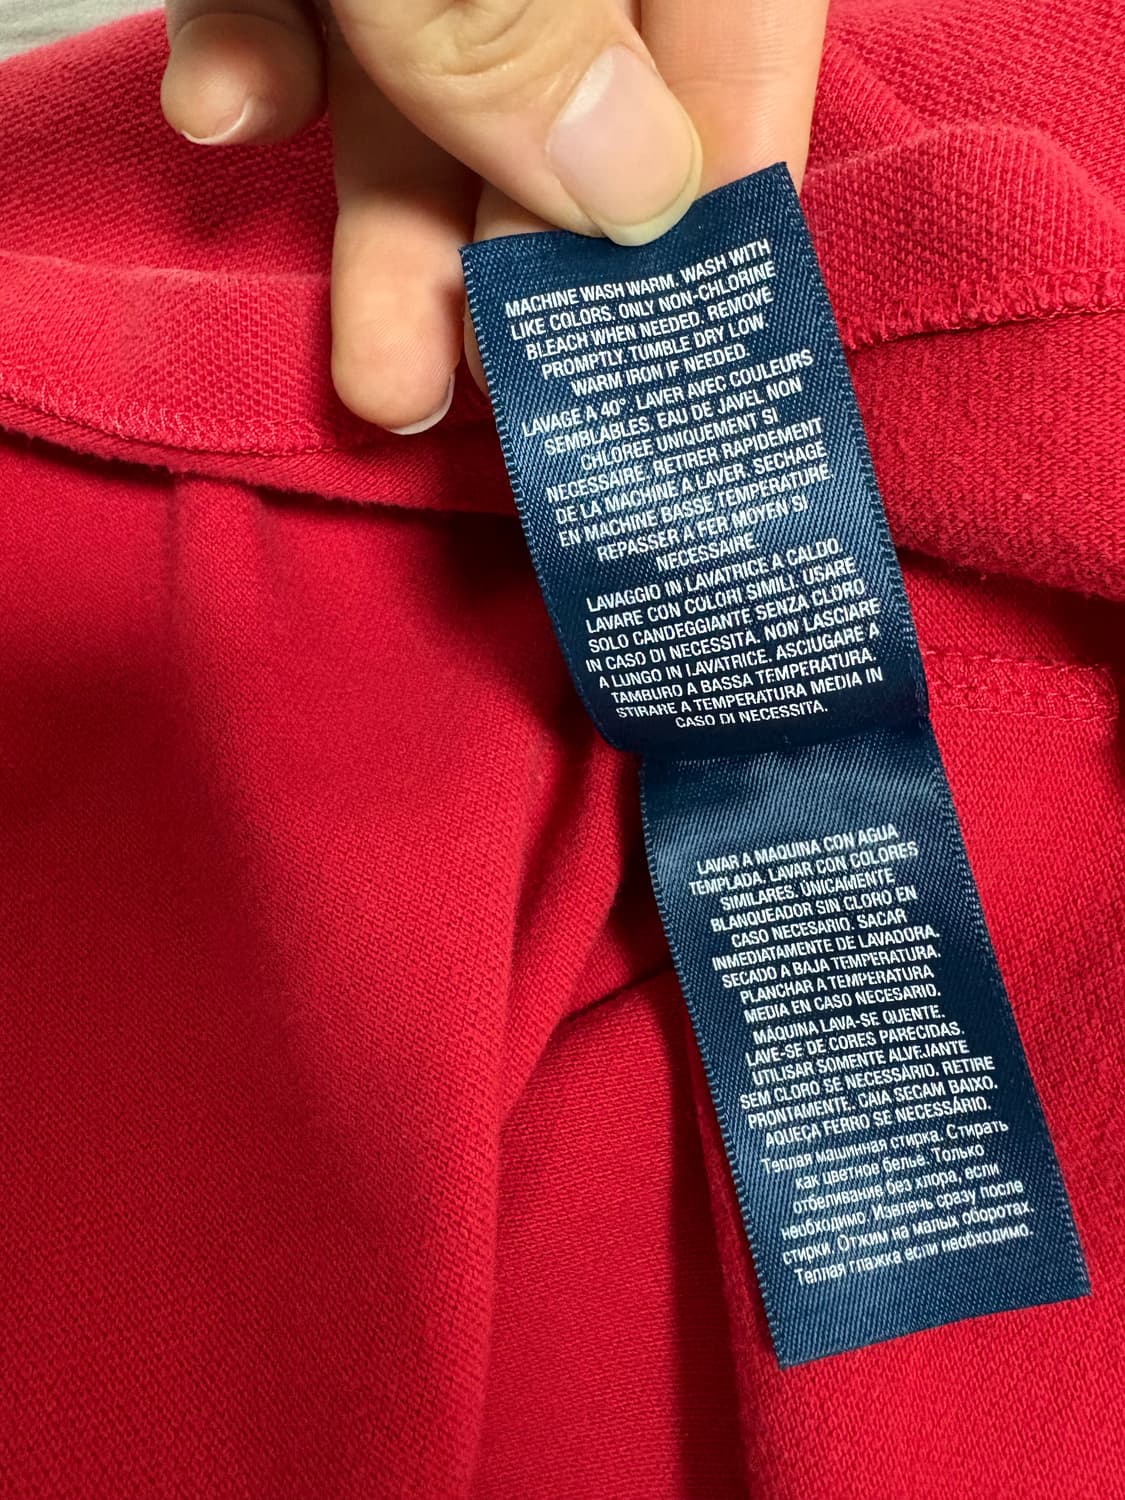 MACHINE WASH WARM. WASH WITH
LIKE COLORS. ONLY NON-CHLORINE
BLEACH WHEN NEEDED. REMOVE
PROMPTLY. TUMBLE DRY LOW.
WARM IRON IF NEEDED.
LAVAGE A 40°. LAVER AVEC COULEURS
SEMBLABLES. EAU DE JAVEL NON
CHLOREE UNIQUEMENT SI
NECESSAIRE. RETIRER RAPIDEMENT
DE LA MACHINE A LAVER. SECHAGE
EN MACHINE BASSE TEMPERATURE.
REPASSER A FER MOYEN SI
NECESSAIRE.
LAVAGGIO IN LAVATRICE A CALDO.
LAVARE CON COLORI SIMILI. USARE
SOLO CANDEGGIANTE SENZA CLORO
IN CASO DI NECESSITA. NON LASCIARE
A LUNGO IN LAVATRICE. ASCIUGARE A
TAMBURO A BASSA TEMPERATURA.
STIRARE A TEMPERATURA MEDIA IN
CASO DI NECESSITA.
LAVAR A MAQUINA CON AGUA
TEMPLADA. LAVAR CON COLORES
SIMILARES. UNICAMENTE
BLANQUEADOR SIN CLORO EN
CASO NECESARIO. SACAR
INMEDIATAMENTE DE LAVADORA.
SECADO A BAJA TEMPERATURA.
PLANCHAR A TEMPERATURA
MEDIA EN CASO NECESARIO.
MÁQUINA LAVA-SE QUENTE.
LAVE-SE DE CORES PARECIDAS.
UTILISAR SOMENTE ALVEJANTE
SEM CLORO SE NECESSÁRIO. RETIRE
PRONTAMENTE. CAIA SECAM BAIXO.
AQUEÇA FERRO SE NECESSÁRIO.
Теплая машинная стирка. Стирать
как цветное бельё. Только
отбеливание без хлора, если
необходимо. Извлечь сразу после
стирки. Отжим на малых оборотах.
Теплая глажка если необходимо.